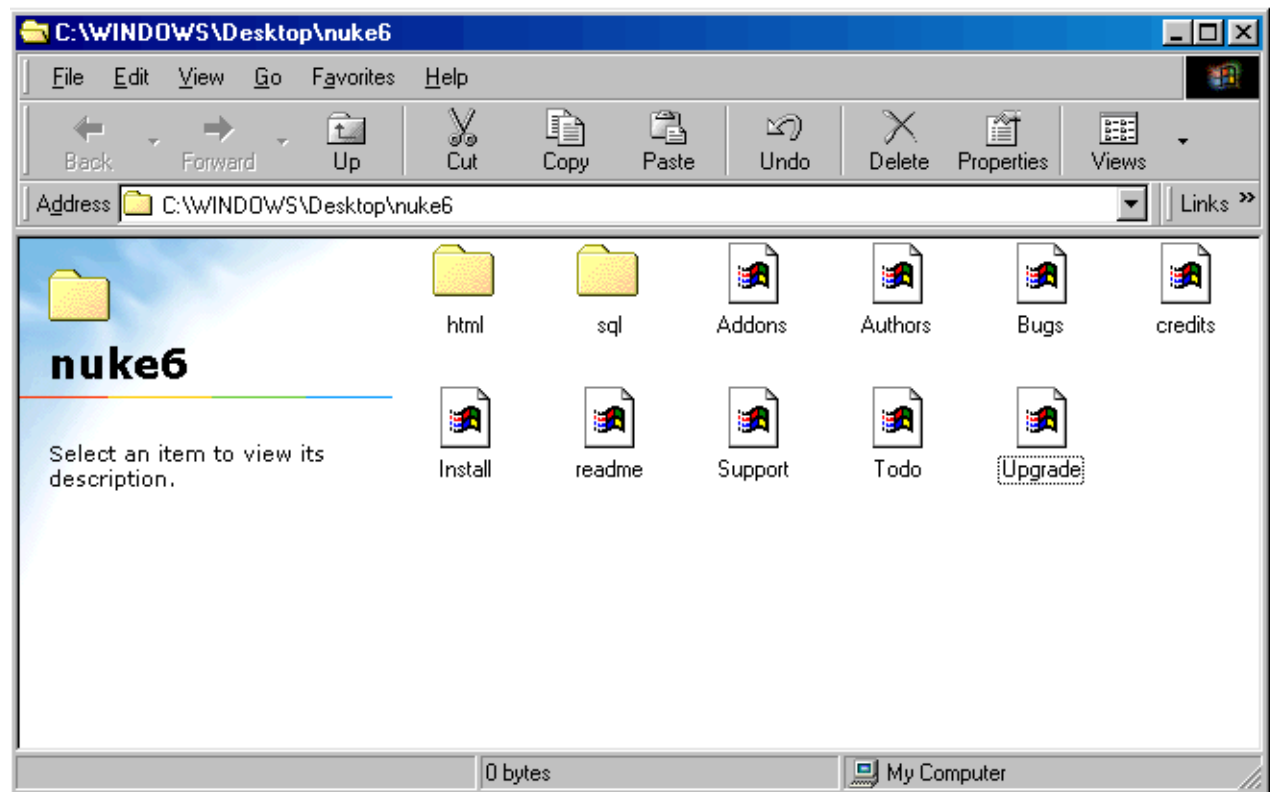 C:\WINDOWS\Desktop\nuke6
File Edit View Go Favorites Help
Back Forward Up Cut Copy Paste Undo Delete Properties Views
Address C:\WINDOWS\Desktop\nuke6 Links »
html sql Addons Authors Bugs credits
nuke6
Install readme Support Todo Upgrade
Select an item to view its
description.
0 bytes My Computer